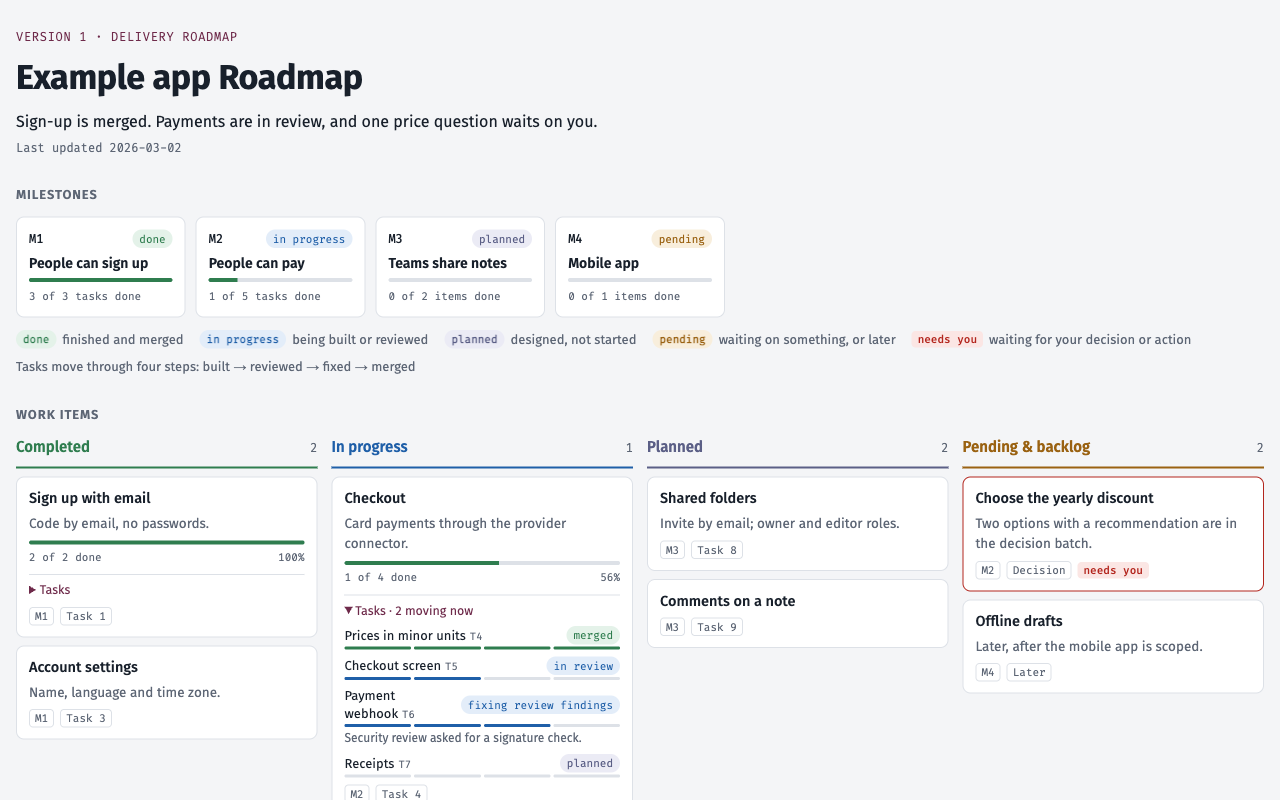 VERSION 1 · DELIVERY ROADMAP
Example app Roadmap
Sign-up is merged. Payments are in review, and one price question waits on you.
Last updated 2026-03-02
MILESTONES
M1 done
People can sign up
3 of 3 tasks done
M2 in progress
People can pay
1 of 5 tasks done
M3 planned
Teams share notes
0 of 2 items done
M4 pending
Mobile app
0 of 1 items done
done finished and merged in progress being built or reviewed planned designed, not started pending waiting on something, or later needs you waiting for your decision or action
Tasks move through four steps: built → reviewed → fixed → merged
WORK ITEMS
Completed 2
Sign up with email
Code by email, no passwords.
2 of 2 done 100%
▶ Tasks
M1 Task 1
Account settings
Name, language and time zone.
M1 Task 3
In progress 1
Checkout
Card payments through the provider
connector.
1 of 4 done 56%
▼ Tasks · 2 moving now
Prices in minor units T4 merged
Checkout screen T5 in review
Payment
webhook T6 fixing review findings
Security review asked for a signature check.
Receipts T7 planned
M2 Task 4
Planned 2
Shared folders
Invite by email; owner and editor roles.
M3 Task 8
Comments on a note
M3 Task 9
Pending & backlog 2
Choose the yearly discount
Two options with a recommendation are in
the decision batch.
M2 Decision needs you
Offline drafts
Later, after the mobile app is scoped.
M4 Later